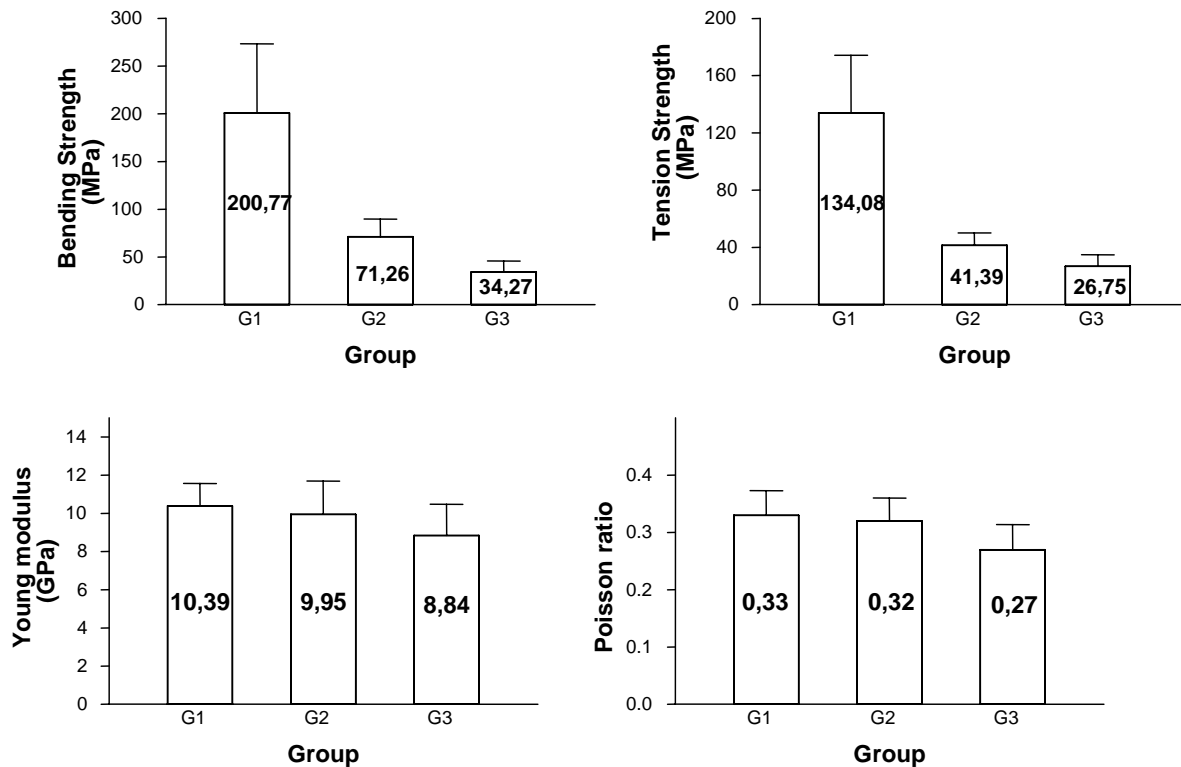 Bending Strength
(MPa)
300
250
200
150
100
50
0
200,77
71,26
34,27
G1 G2 G3
Group
Tension Strength
(MPa)
200
160
120
80
40
0
134,08
41,39
26,75
G1 G2 G3
Group
Young modulus
(GPa)
14
12
10
8
6
4
2
0
10,39
9,95
8,84
G1 G2 G3
Group
Poisson ratio
0.4
0.3
0.2
0.1
0.0
0,33
0,32
0,27
G1 G2 G3
Group